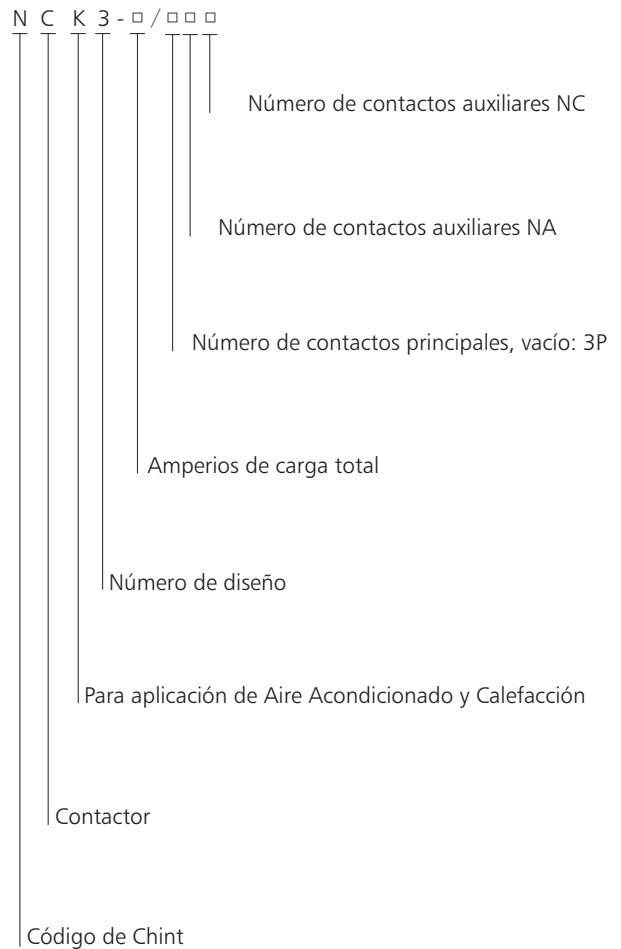 N C K 3 - □ / □ □ □
Número de contactos auxiliares NC
Número de contactos auxiliares NA
Número de contactos principales, vacío: 3P
Amperios de carga total
Número de diseño
Para aplicación de Aire Acondicionado y Calefacción
Contactor
Código de Chint